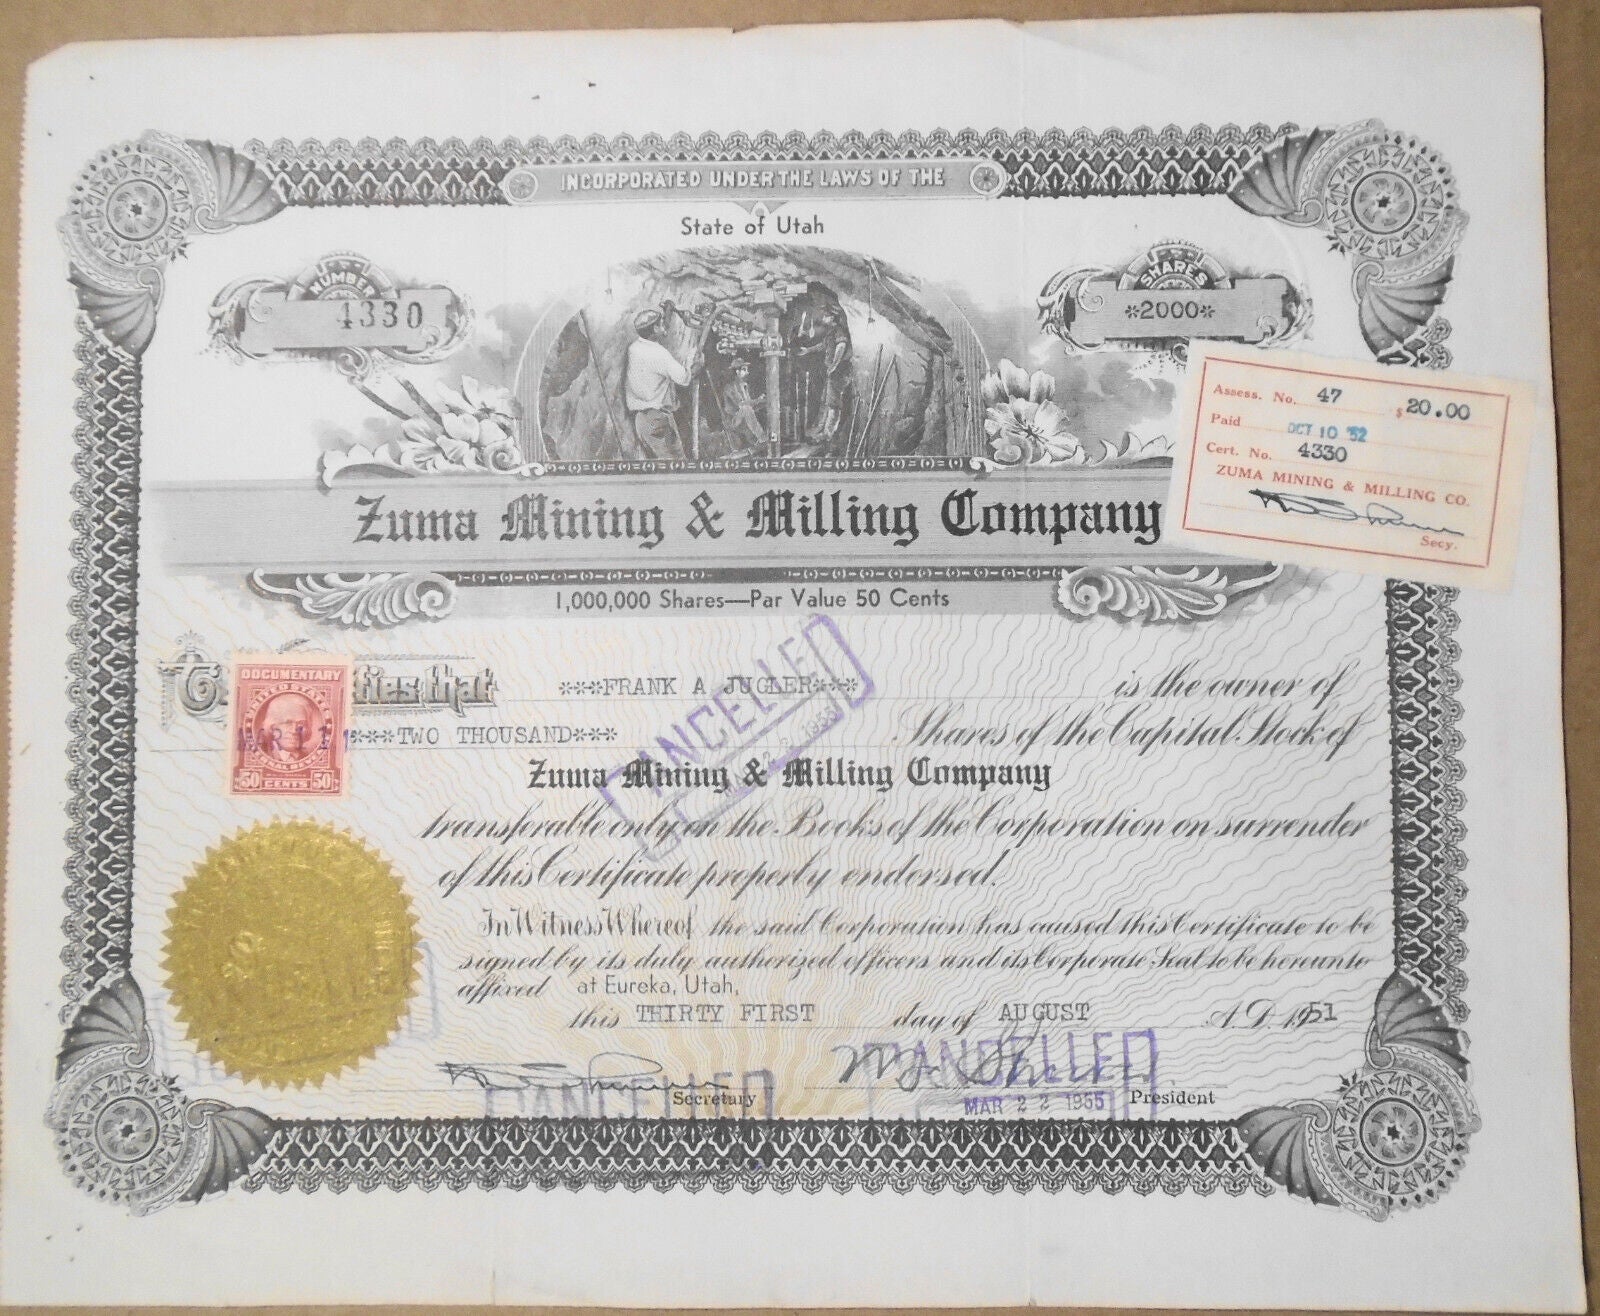 INCORPORATED UNDER THE LAWS OF THE
State of Utah
NUMBER
4330
SHARES
*2000*
Assess. No. 47 $20.00
Paid OCT 10 '52
Cert. No. 4330
ZUMA MINING & MILLING CO.
Secy.
Zuma Mining & Milling Company
1,000,000 Shares—Par Value 50 Cents
that ***FRANK A JUGLER*** is the owner of
***TWO THOUSAND*** Shares of the Capital Stock of
Zuma Mining & Milling Company
transferable only on the Books of the Corporation on surrender
of this Certificate properly endorsed.
In Witness Whereof the said Corporation has caused this Certificate to be
signed by its duly authorized officers and its Corporate Seal to be hereunto
affixed at Eureka, Utah,
this THIRTY FIRST day of AUGUST A.D. 1951
Secretary
President
DOCUMENTARY
UNITED STATES
50 CENTS 50
CANCELLED
CANCELLED
CANCELLED
MAR 22 1955